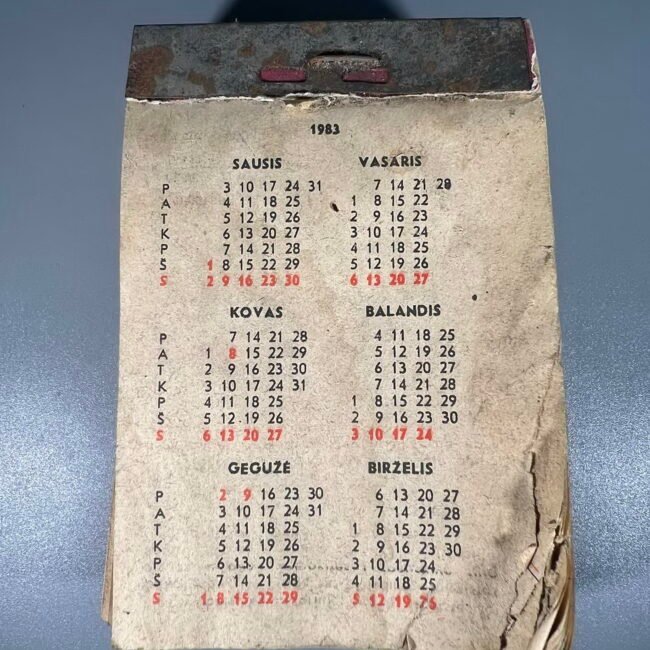 1983
SAUSIS VASARIS
P 3 10 17 24 31 7 14 21 28
A 4 11 18 25 1 8 15 22
T 5 12 19 26 2 9 16 23
K 6 13 20 27 3 10 17 24
P 7 14 21 28 4 11 18 25
Š 1 8 15 22 29 5 12 19 26
S 2 9 16 23 30 6 13 20 27
KOVAS BALANDIS
P 7 14 21 28 4 11 18 25
A 1 8 15 22 29 5 12 19 26
T 2 9 16 23 30 6 13 20 27
K 3 10 17 24 31 7 14 21 28
P 4 11 18 25 1 8 15 22 29
Š 5 12 19 26 2 9 16 23 30
S 6 13 20 27 3 10 17 24
GEGUŽĖ BIRŽELIS
P 2 9 16 23 30 6 13 20 27
A 3 10 17 24 31 7 14 21 28
T 4 11 18 25 1 8 15 22 29
K 5 12 19 26 2 9 16 23 30
P 6 13 20 27 3 10 17 24
Š 7 14 21 28 4 11 18 25
S 1 8 15 22 29 5 12 19 26